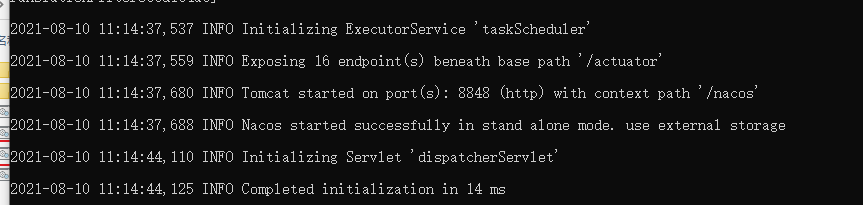 2021-08-10 11:14:37,537 INFO Initializing ExecutorService 'taskScheduler'
2021-08-10 11:14:37,559 INFO Exposing 16 endpoint(s) beneath base path '/actuator'
2021-08-10 11:14:37,680 INFO Tomcat started on port(s): 8848 (http) with context path '/nacos'
2021-08-10 11:14:37,688 INFO Nacos started successfully in stand alone mode. use external storage
2021-08-10 11:14:44,110 INFO Initializing Servlet 'dispatcherServlet'
2021-08-10 11:14:44,125 INFO Completed initialization in 14 ms